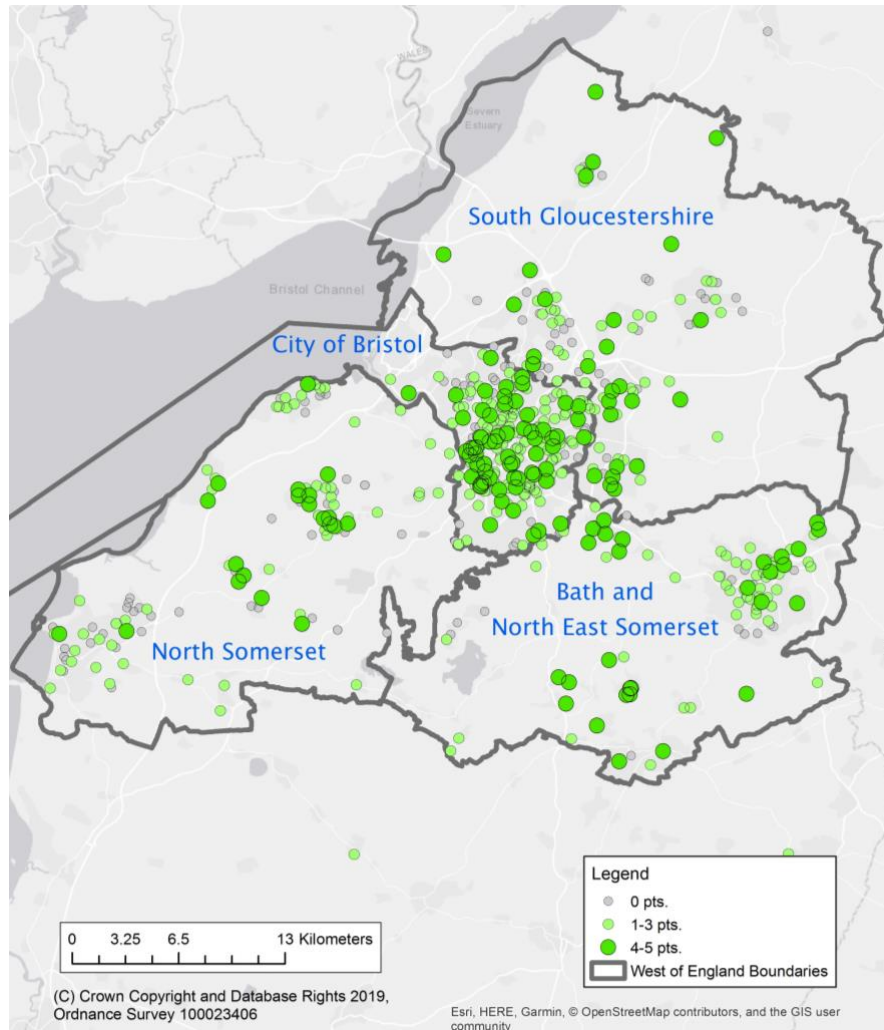 WALES
Severn
Estuary
South Gloucestershire
Bristol Channel
City of Bristol
Bath and
North East Somerset
North Somerset
Legend
0 pts.
1-3 pts.
4-5 pts.
West of England Boundaries
0 3.25 6.5 13 Kilometers
(C) Crown Copyright and Database Rights 2019,
Ordnance Survey 100023406
Esri, HERE, Garmin, © OpenStreetMap contributors, and the GIS user
community